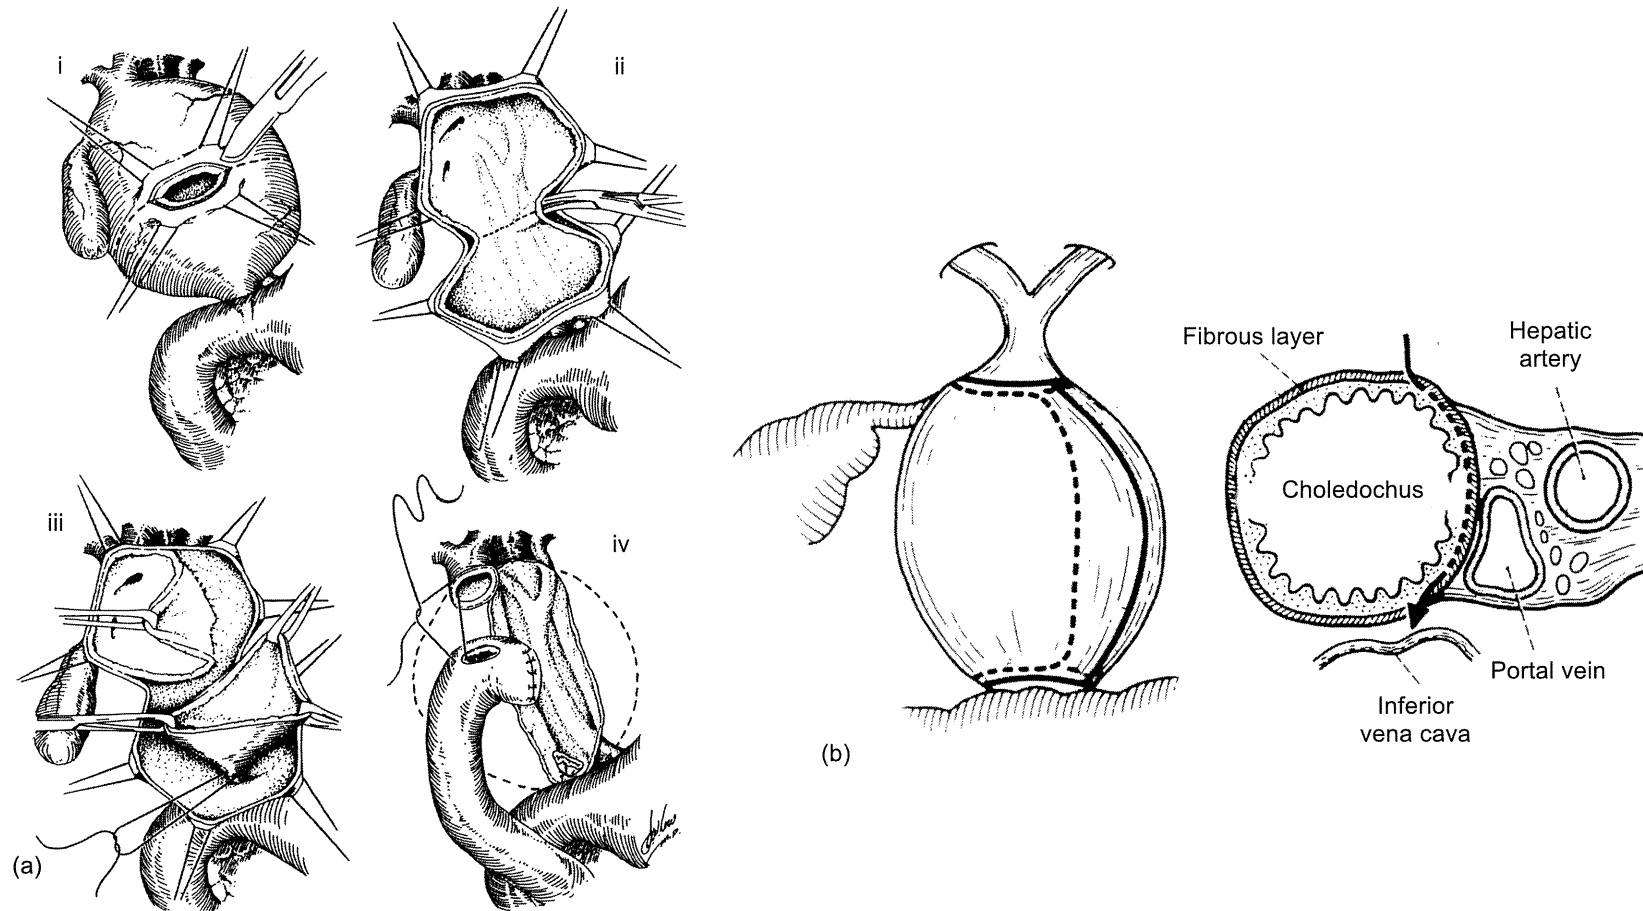 i
ii
iii
iv
(a)
Fibrous layer
Hepatic
artery
Choledochus
Portal vein
Inferior
vena cava
(b)